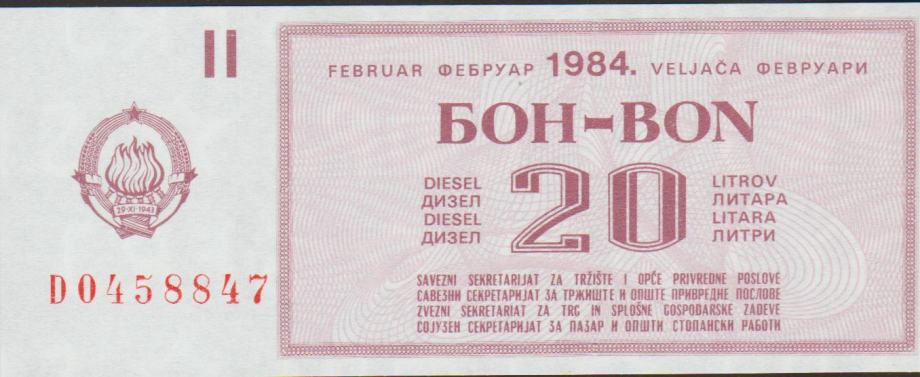 II
FEBRUAR ФЕБРУАР 1984. VELJAČA ФЕВРУАРИ
БОН-BON
DIESEL
ДИЗЕЛ
DIESEL
ДИЗЕЛ
20
LITROV
ЛИТАРА
LITARA
ЛИТРИ
29·XI·1943
D0458847
SAVEZNI SEKRETARIJAT ZA TRŽIŠTE I OPĆE PRIVREDNE POSLOVE
САВЕЗНИ СЕКРЕТАРИЈАТ ЗА ТРЖИШТЕ И ОПШТЕ ПРИВРЕДНЕ ПОСЛОВЕ
ZVEZNI SEKRETARIAT ZA TRG IN SPLOŠNE GOSPODARSKE ZADEVE
СОЈУЗЕН СЕКРЕТАРИЈАТ ЗА ПАЗАР И ОПШТИ СТОПАНСКИ РАБОТИ